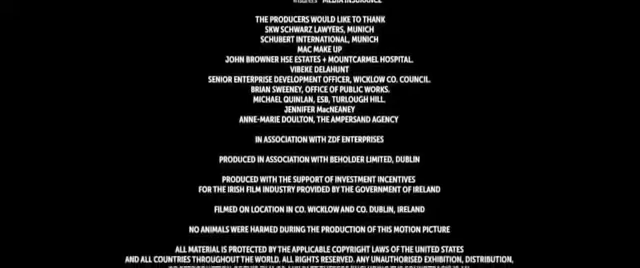 MEDIA INSURANCE
THE PRODUCERS WOULD LIKE TO THANK
SKW SCHWARZ LAWYERS, MUNICH
SCHUBERT INTERNATIONAL, MUNICH
MAC MAKE UP
JOHN BROWNER HSE ESTATES + MOUNTCARMEL HOSPITAL.
VIBEKE DELAHUNT
SENIOR ENTERPRISE DEVELOPMENT OFFICER, WICKLOW CO. COUNCIL.
BRIAN SWEENEY, OFFICE OF PUBLIC WORKS.
MICHAEL QUINLAN, ESB, TURLOUGH HILL.
JENNIFER MacNEANEY
ANNE-MARIE DOULTON, THE AMPERSAND AGENCY
IN ASSOCIATION WITH ZDF ENTERPRISES
PRODUCED IN ASSOCIATION WITH BEHOLDER LIMITED, DUBLIN
PRODUCED WITH THE SUPPORT OF INVESTMENT INCENTIVES
FOR THE IRISH FILM INDUSTRY PROVIDED BY THE GOVERNMENT OF IRELAND
FILMED ON LOCATION IN CO. WICKLOW AND CO. DUBLIN, IRELAND
NO ANIMALS WERE HARMED DURING THE PRODUCTION OF THIS MOTION PICTURE
ALL MATERIAL IS PROTECTED BY THE APPLICABLE COPYRIGHT LAWS OF THE UNITED STATES
AND ALL COUNTRIES THROUGHOUT THE WORLD. ALL RIGHTS RESERVED. ANY UNAUTHORISED EXHIBITION, DISTRIBUTION,